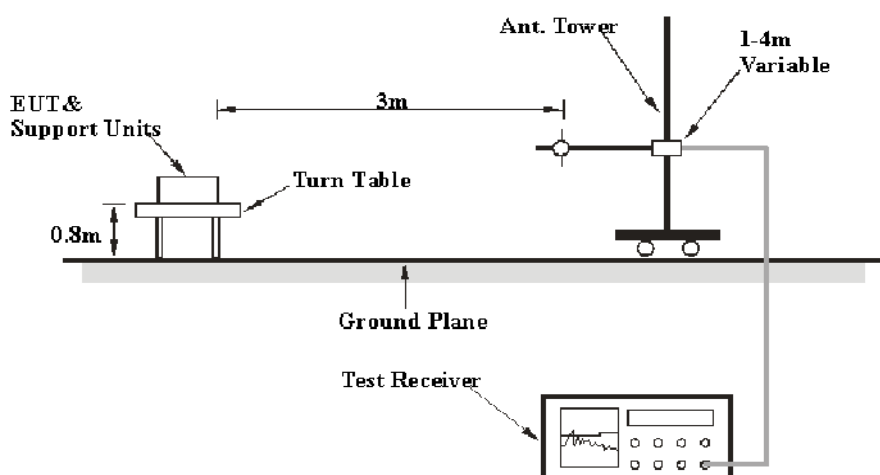 Ant. Tower
1-4m
Variable
EUT&
Support Units
3m
Turn Table
0.8m
Ground Plane
Test Receiver